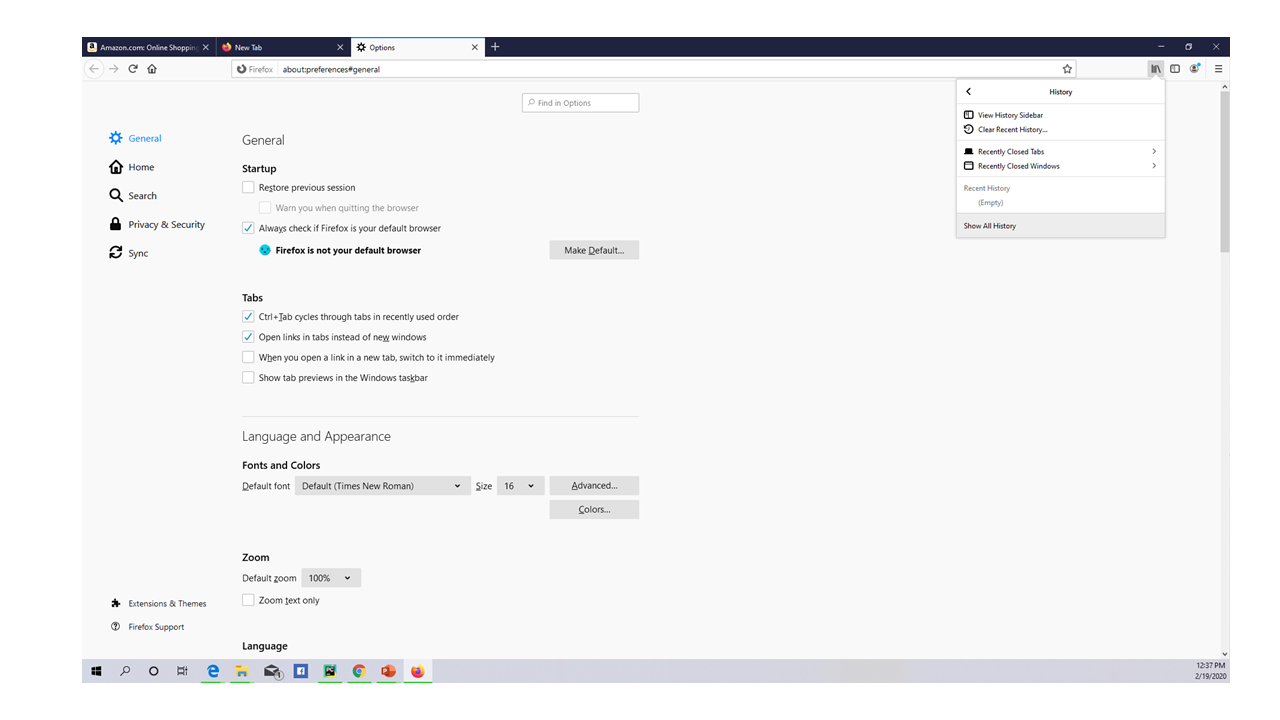 Amazon.com: Online Shopping
New Tab
Options
Firefox
about:preferences#general
Find in Options
History
View History Sidebar
Clear Recent History...
Recently Closed Tabs
Recently Closed Windows
Recent History
(Empty)
Show All History
General
Home
Search
Privacy & Security
Sync
Extensions & Themes
Firefox Support
General
Startup
Restore previous session
Warn you when quitting the browser
Always check if Firefox is your default browser
Firefox is not your default browser
Make Default...
Tabs
Ctrl+Tab cycles through tabs in recently used order
Open links in tabs instead of new windows
When you open a link in a new tab, switch to it immediately
Show tab previews in the Windows taskbar
Language and Appearance
Fonts and Colors
Default font Default (Times New Roman) Size 16 Advanced...
Colors...
Zoom
Default zoom 100%
Zoom text only
Language
12:37 PM
2/19/2020